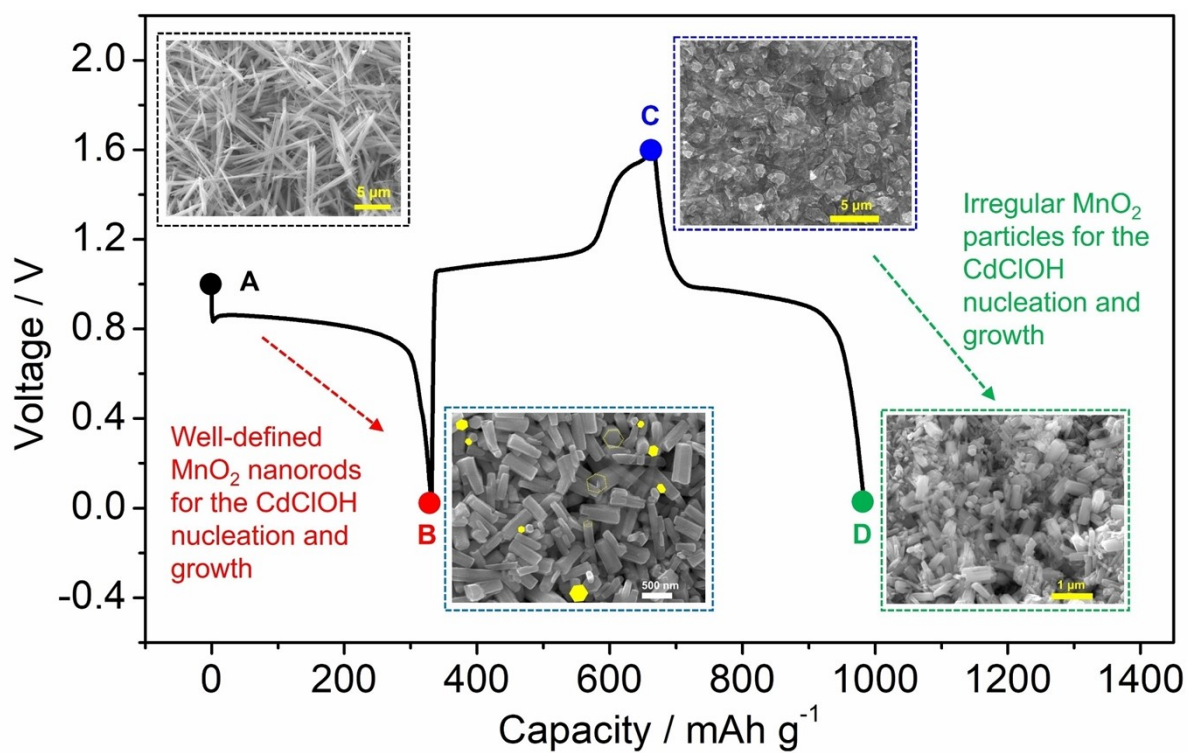 Voltage / V
2.0
1.6
1.2
0.8
0.4
0.0
-0.4
5 µm
A
Well-defined
MnO₂ nanorods
for the CdClOH
nucleation and
growth
B
500 nm
C
5 µm
Irregular MnO₂
particles for the
CdClOH
nucleation and
growth
D
1 µm
0 200 400 600 800 1000 1200 1400
Capacity / mAh g⁻¹